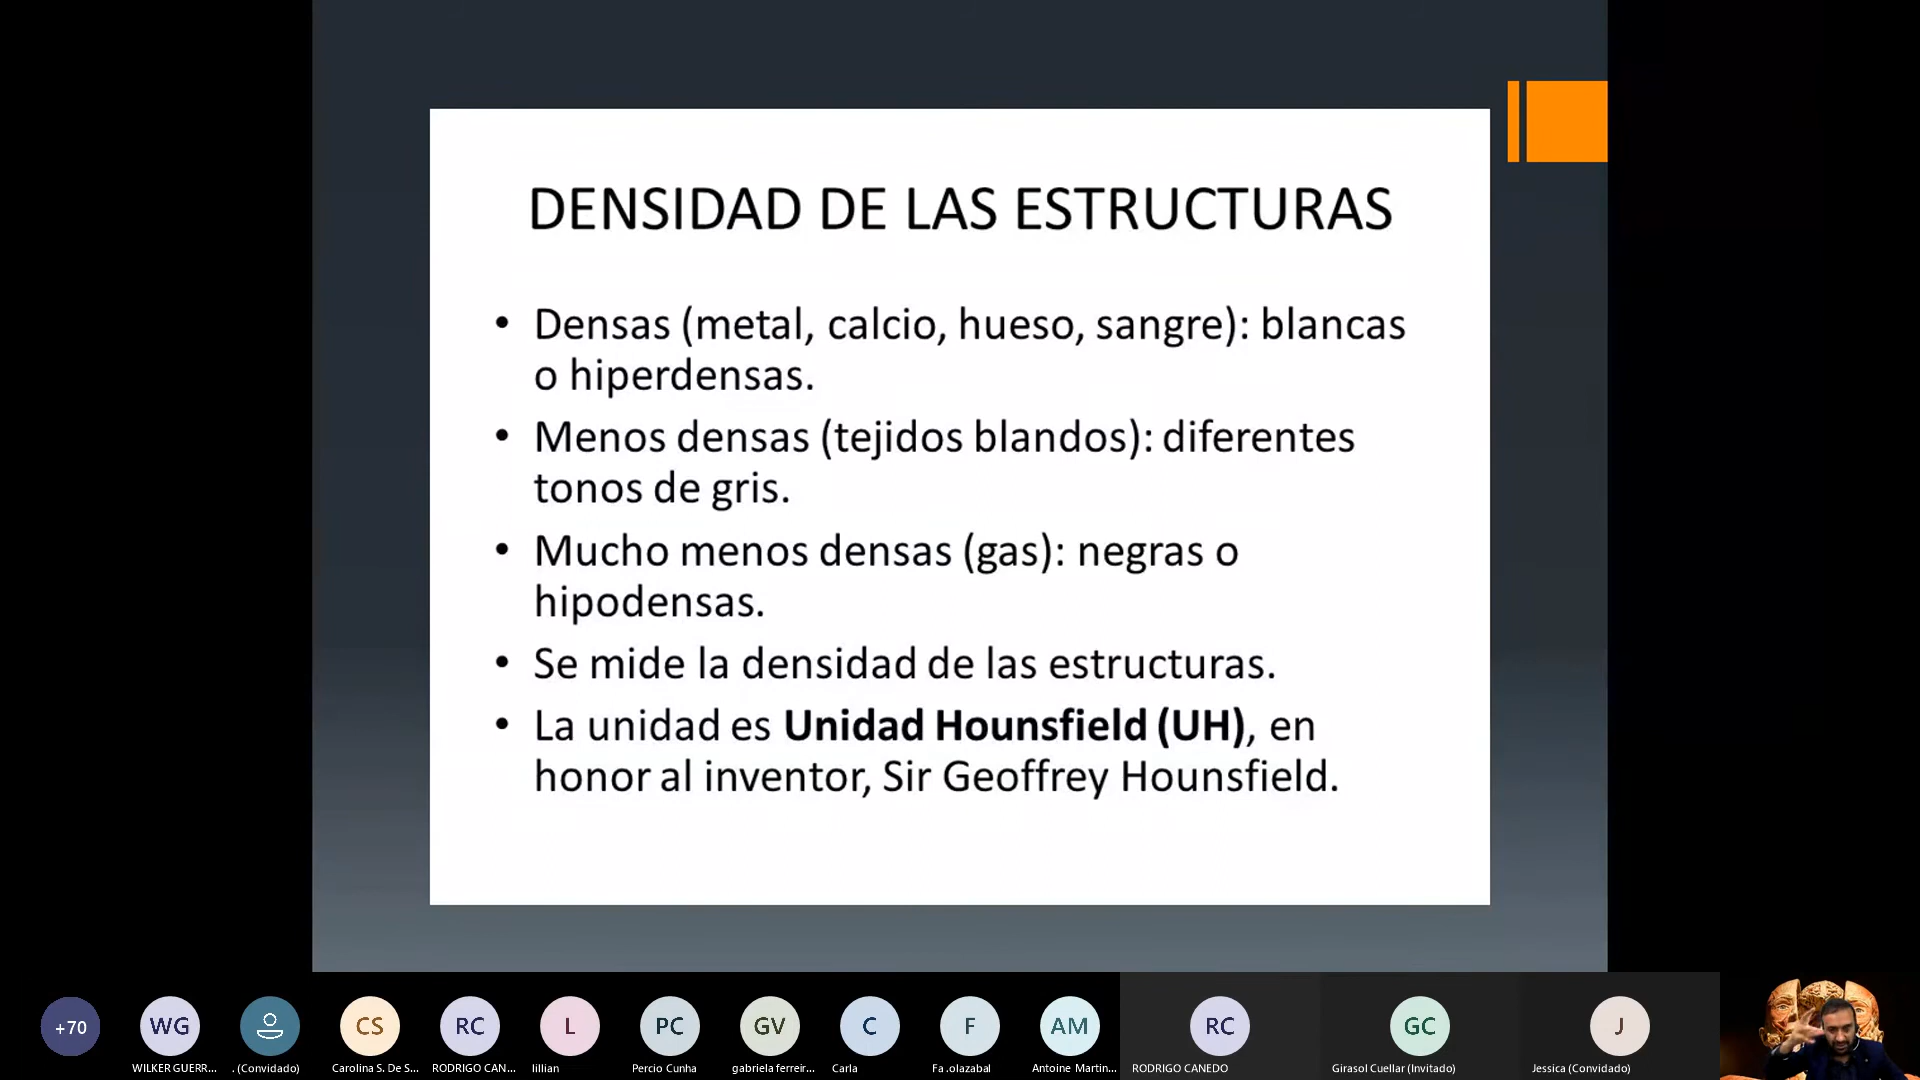 DENSIDAD DE LAS ESTRUCTURAS
• Densas (metal, calcio, hueso, sangre): blancas
o hiperdensas.
• Menos densas (tejidos blandos): diferentes
tonos de gris.
• Mucho menos densas (gas): negras o
hipodensas.
• Se mide la densidad de las estructuras.
• La unidad es Unidad Hounsfield (UH), en
honor al inventor, Sir Geoffrey Hounsfield.
+70
WG
CS
RC
L
PC
GV
C
F
AM
RC
GC
J
WILKER GUERR...
. (Convidado)
Carolina S. De S...
RODRIGO CAN...
lillian
Percio Cunha
gabriela ferreir...
Carla
Fa .olazabal
Antoine Martin...
RODRIGO CANEDO
Girasol Cuellar (Invitado)
Jessica (Convidado)